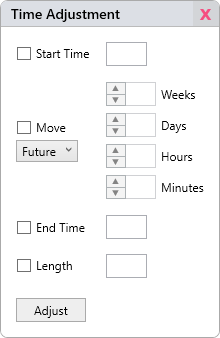 Time Adjustment X
Start Time
Weeks
Move
Days
Future
Hours
Minutes
End Time
Length
Adjust